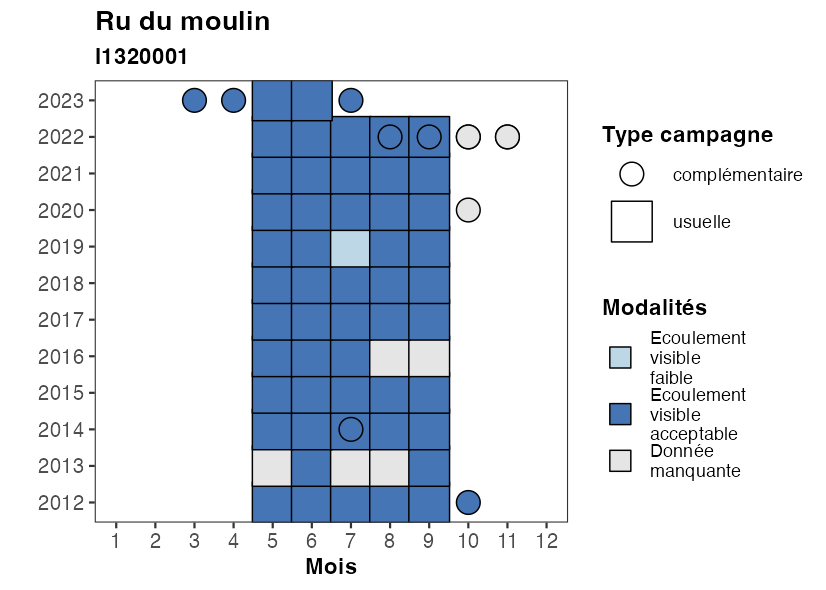 Ru du moulin
I1320001
2023
2022
2021
2020
2019
2018
2017
2016
2015
2014
2013
2012
1 2 3 4 5 6 7 8 9 10 11 12
Mois
Type campagne
complémentaire
usuelle
Modalités
Ecoulement
visible
faible
Ecoulement
visible
acceptable
Donnée
manquante